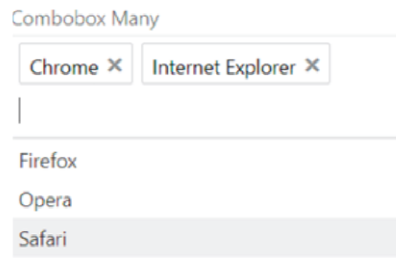 Combobox Many
Chrome × Internet Explorer ×
Firefox
Opera
Safari